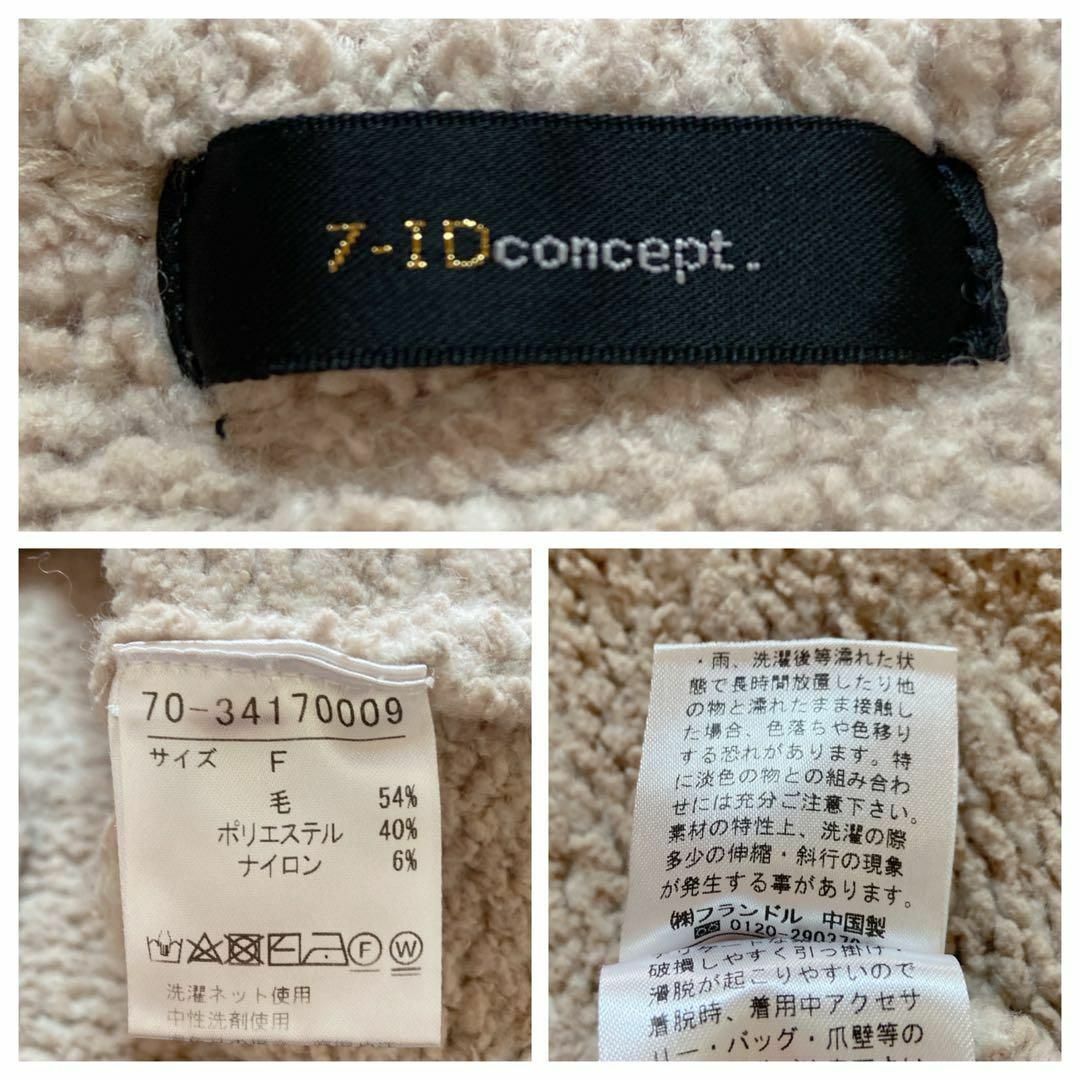 7-IDconcept.
70-34170009
サイズ F
毛 54%
ポリエステル 40%
ナイロン 6%
F W
洗濯ネット使用
中性洗剤使用
・雨、洗濯後等濡れた状
態で長時間放置したり他
の物と濡れたまま接触し
た場合、色落ちや色移り
する恐れがあります。特
に淡色の物との組み合わ
せには充分ご注意下さい。
素材の特性上、洗濯の際
多少の伸縮・斜行の現象
が発生する事があります。
㈱フランドル 中国製
0120-290270
破損しやすく引っ掛け・
滑脱が起こりやすいので
着脱時、着用中アクセサ
リー・バッグ・爪壁等の